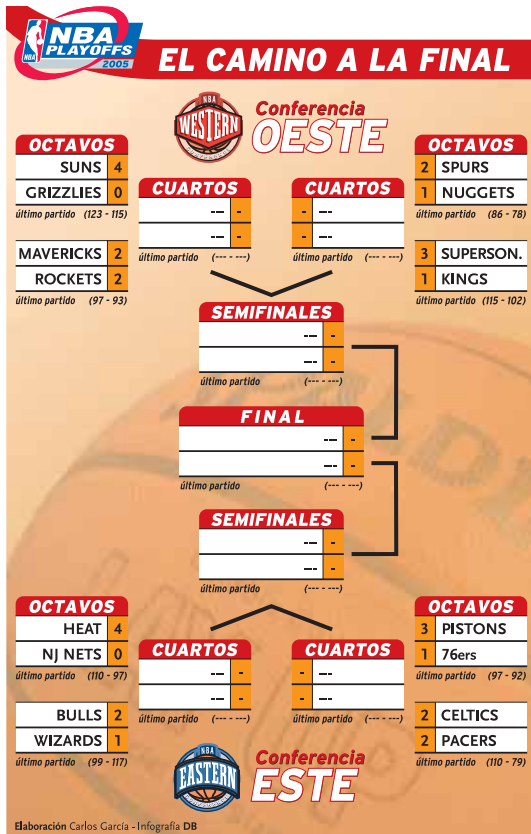 NBA
PLAYOFFS
2005
NBA
EL CAMINO A LA FINAL
NBA
WESTERN
Conferencia
OESTE
OCTAVOS
SUNS 4
GRIZZLIES 0
último partido (123 - 115)
MAVERICKS 2
ROCKETS 2
último partido (97 - 93)
CUARTOS
--- -
--- -
último partido (--- - ---)
CUARTOS
- ---
- ---
último partido (--- - ---)
OCTAVOS
2 SPURS
1 NUGGETS
último partido (86 - 78)
3 SUPERSON.
1 KINGS
último partido (115 - 102)
SEMIFINALES
--- -
--- -
último partido (--- - ---)
FINAL
--- -
--- -
último partido (--- - ---)
SEMIFINALES
--- -
--- -
último partido (--- - ---)
OCTAVOS
HEAT 4
NJ NETS 0
último partido (110 - 97)
BULLS 2
WIZARDS 1
último partido (99 - 117)
CUARTOS
--- -
--- -
último partido (--- - ---)
CUARTOS
- ---
- ---
último partido (--- - ---)
OCTAVOS
3 PISTONS
1 76ers
último partido (97 - 92)
2 CELTICS
2 PACERS
último partido (110 - 79)
NBA
EASTERN
Conferencia
ESTE
Elaboración Carlos García - Infografía DB